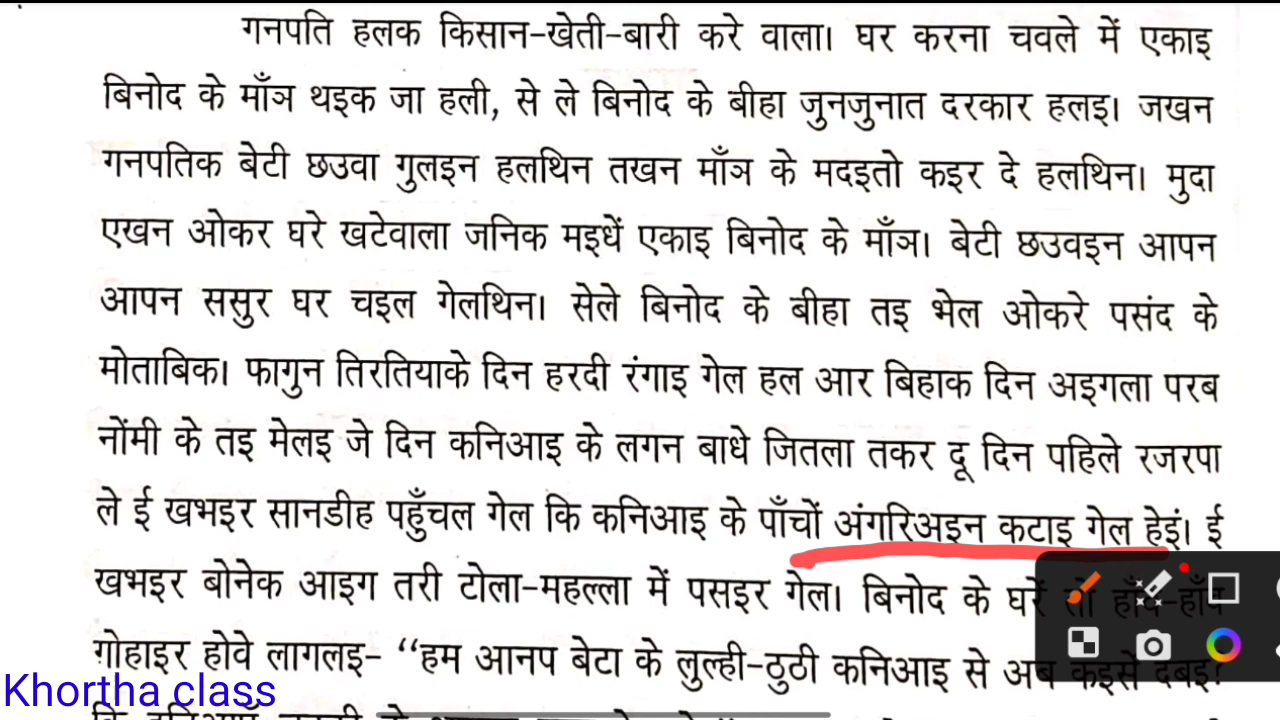 गनपति हलक किसान-खेती-बारी करे वाला। घर करना चवले में एकाइ
बिनोद के माँञ थइक जा हली, से ले बिनोद के बीहा जुनजुनात दरकार हलइ। जखन
गनपतिक बेटी छउवा गुलइन हलथिन तखन माँञ के मदइतो कइर दे हलथिन। मुदा
एखन ओकर घरे खटेवाला जनिक मइधें एकाइ बिनोद के माँञ। बेटी छउवइन आपन
आपन ससुर घर चइल गेलथिन। सेले बिनोद के बीहा तइ भेल ओकरे पसंद के
मोताबिक। फागुन तिरतियाके दिन हरदी रंगाइ गेल हल आर बिहाक दिन अइगला परब
नोंमी के तइ मेलइ जे दिन कनिआइ के लगन बाधे जितला तकर दू दिन पहिले रजरपा
ले ई खभइर सानडीह पहुँचल गेल कि कनिआइ के पाँचों अंगरिअइन कटाइ गेल हेइं। ई
खभइर बोनेक आइग तरी टोला-महल्ला में पसइर गेल। बिनोद के घरें तो हाँव-हाँव
गोहाइर होवे लागलइ- “हम आनप बेटा के लुल्ही-ठुठी कनिआइ से अब कइसे दबइ!
Khortha class